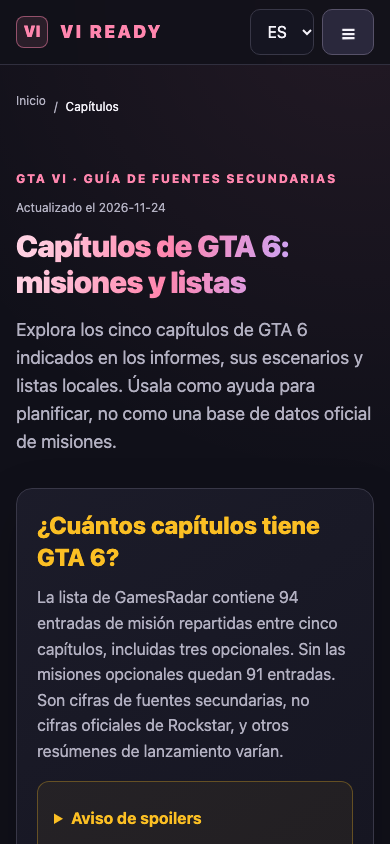 VI VI READY ES ≡
Inicio / Capítulos
GTA VI · GUÍA DE FUENTES SECUNDARIAS
Actualizado el 2026-11-24
Capítulos de GTA 6:
misiones y listas
Explora los cinco capítulos de GTA 6
indicados en los informes, sus escenarios y
listas locales. Úsala como ayuda para
planificar, no como una base de datos oficial
de misiones.
¿Cuántos capítulos tiene
GTA 6?
La lista de GamesRadar contiene 94
entradas de misión repartidas entre cinco
capítulos, incluidas tres opcionales. Sin las
misiones opcionales quedan 91 entradas.
Son cifras de fuentes secundarias, no
cifras oficiales de Rockstar, y otros
resúmenes de lanzamiento varían.
▶ Aviso de spoilers